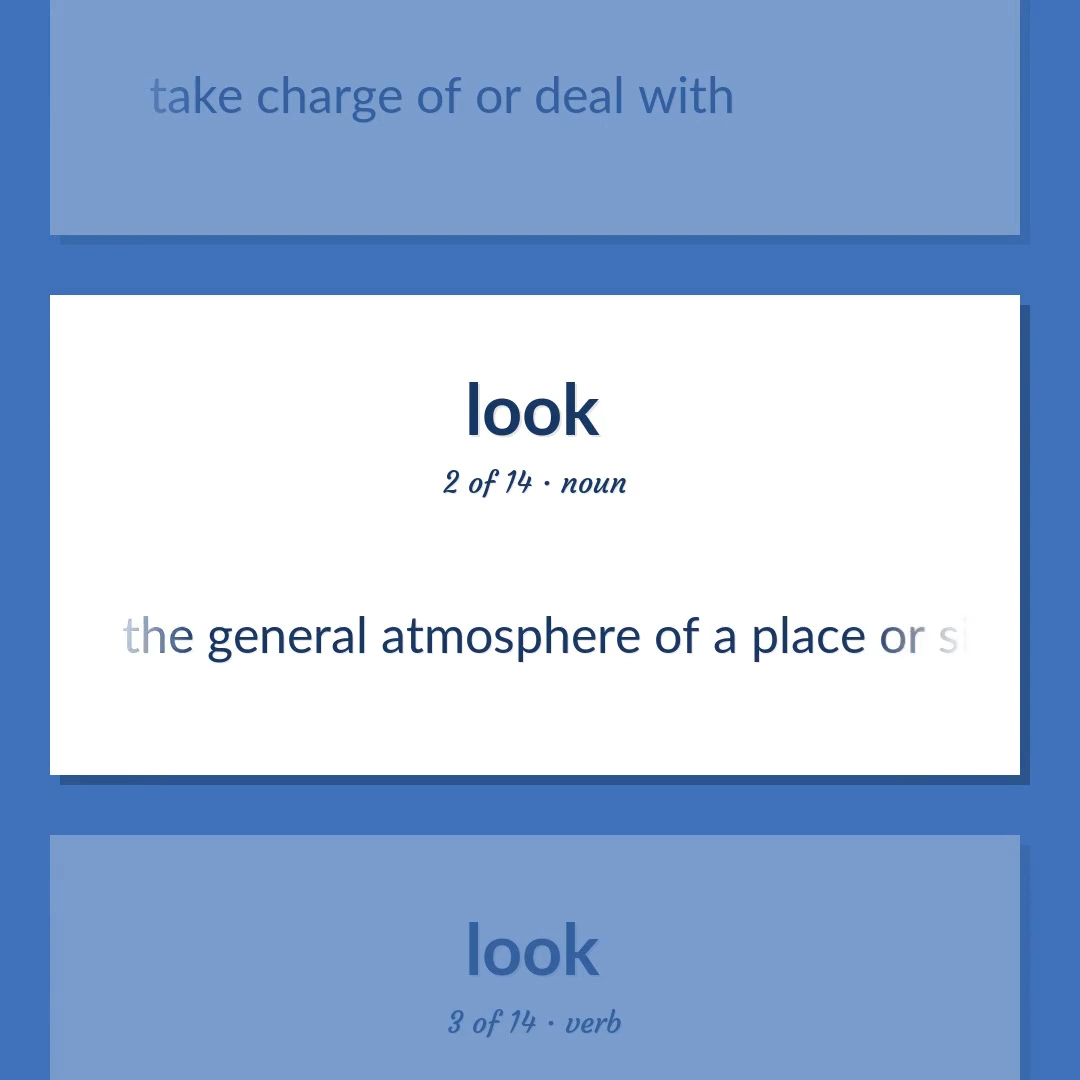 take charge of or deal with
look
2 of 14 · noun
the general atmosphere of a place or
look
3 of 14 · verb